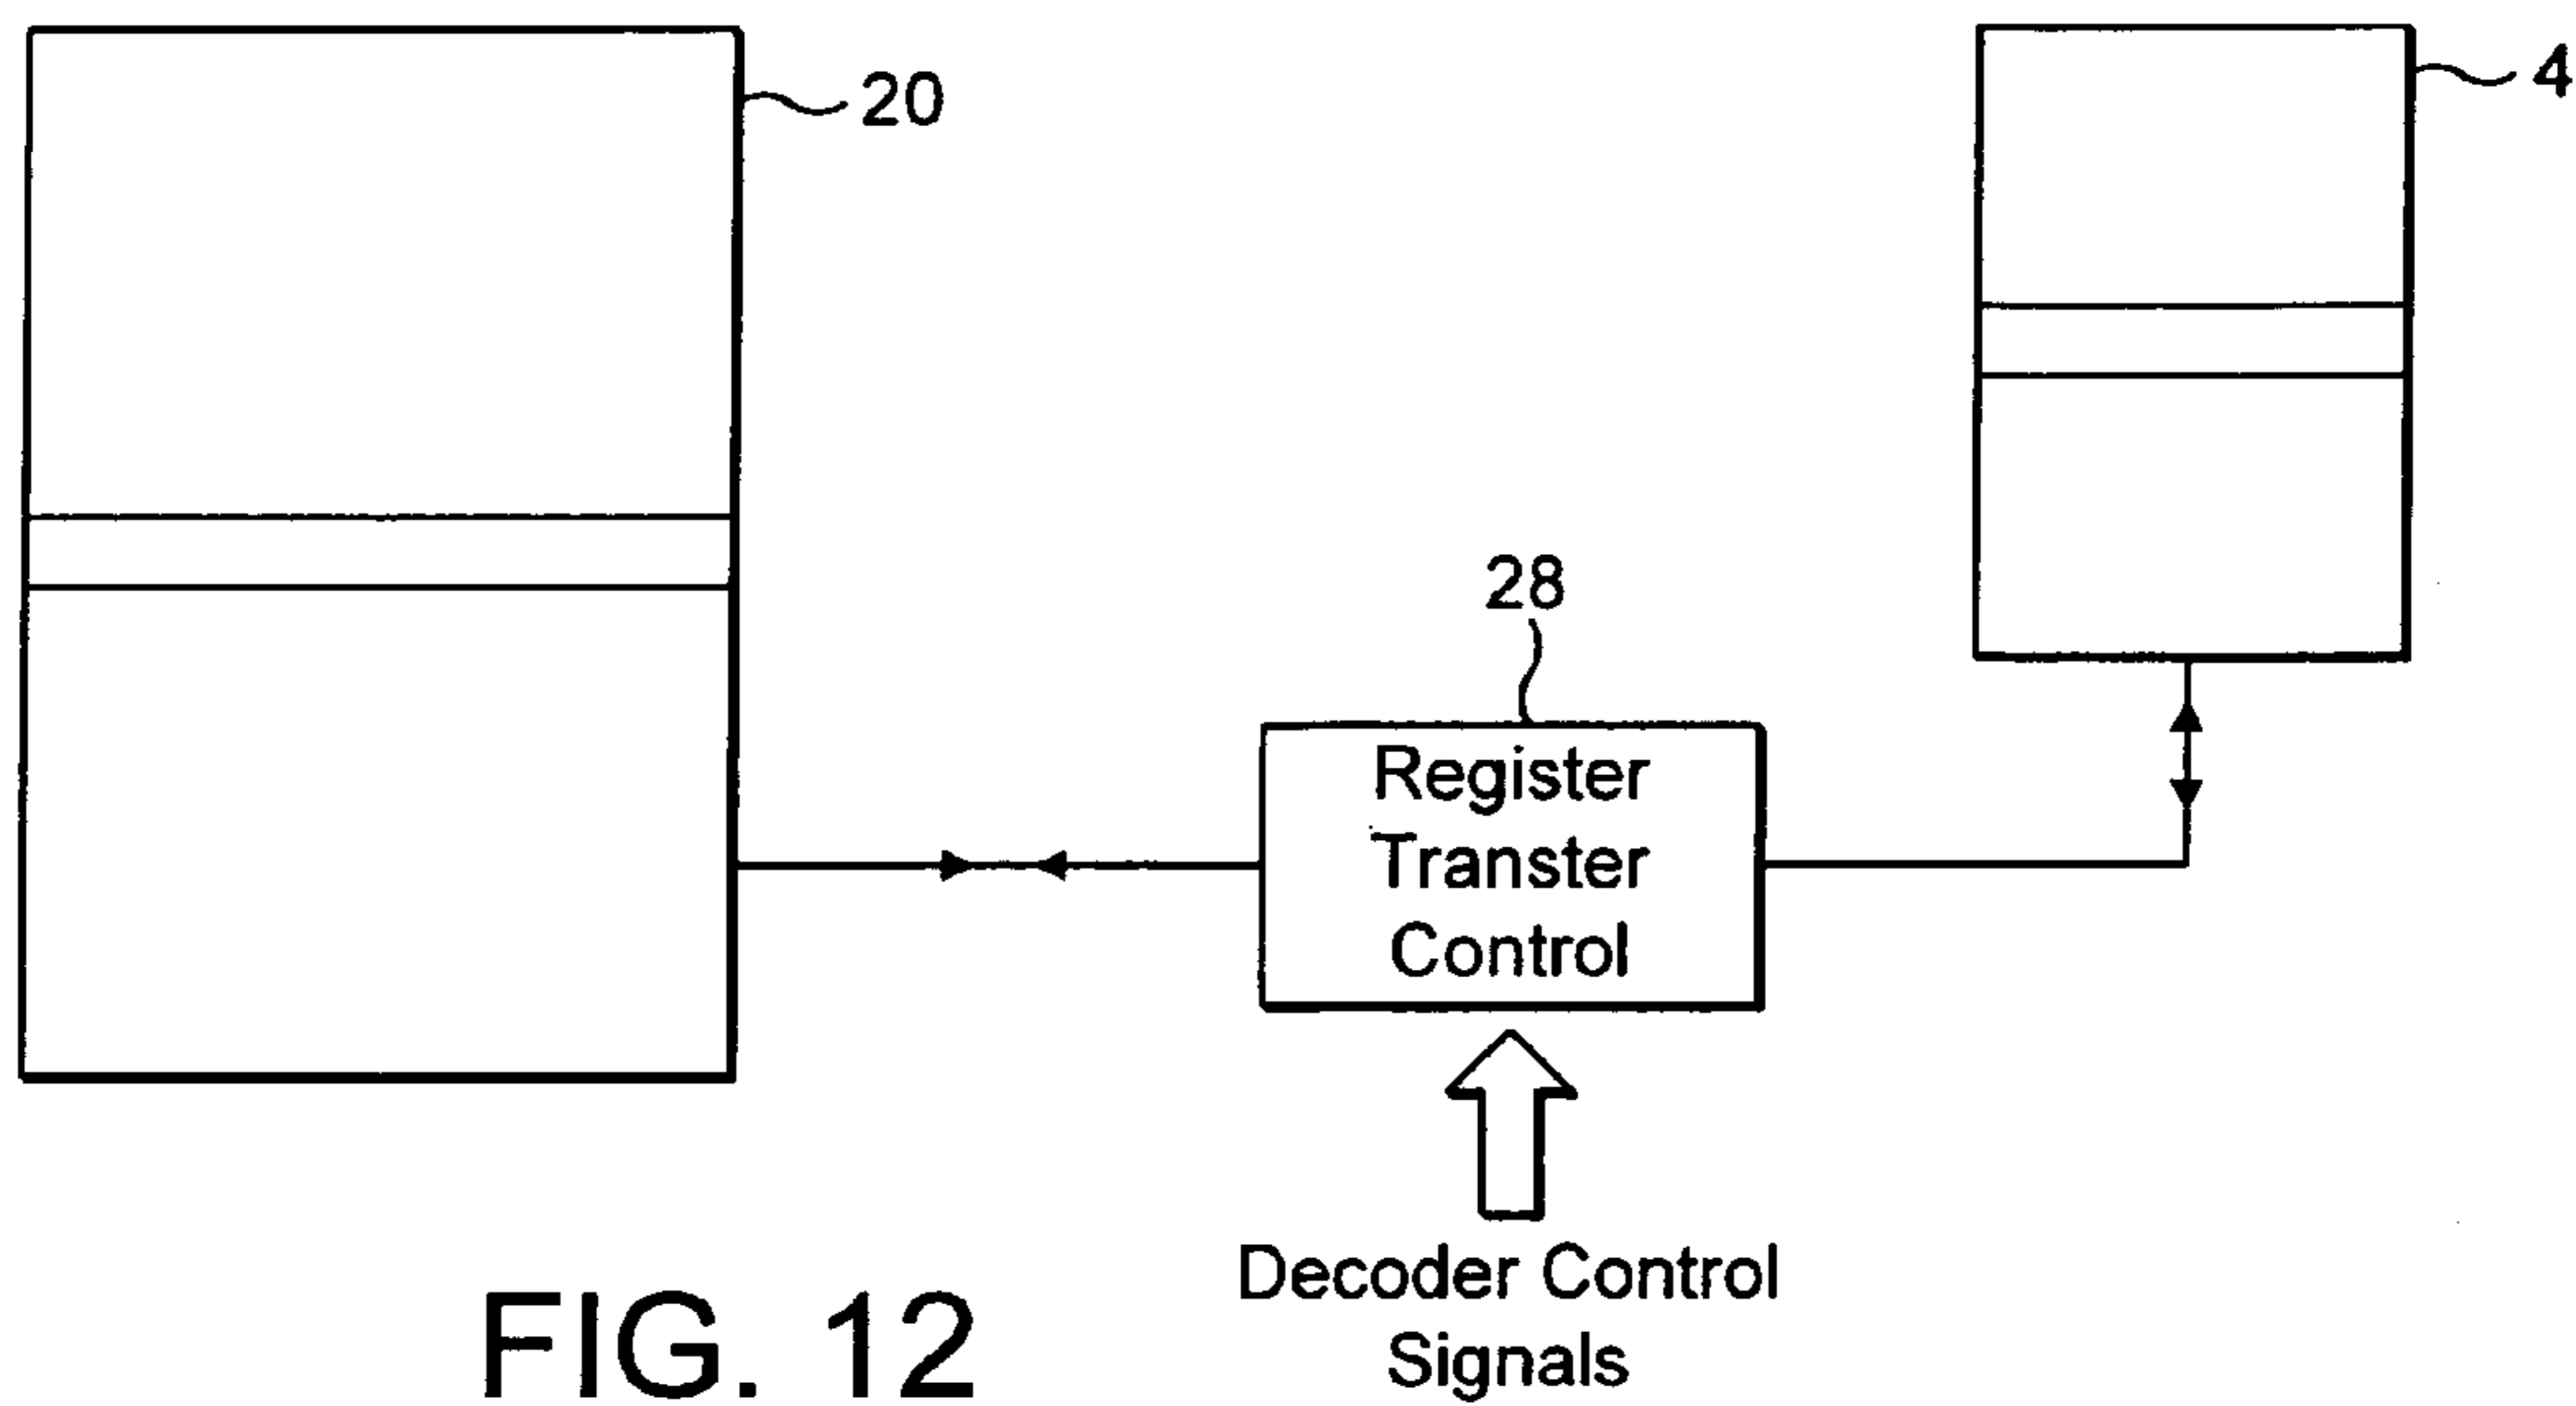 20
4
28
Register
Transter
Control
Decoder Control
Signals
FIG. 12